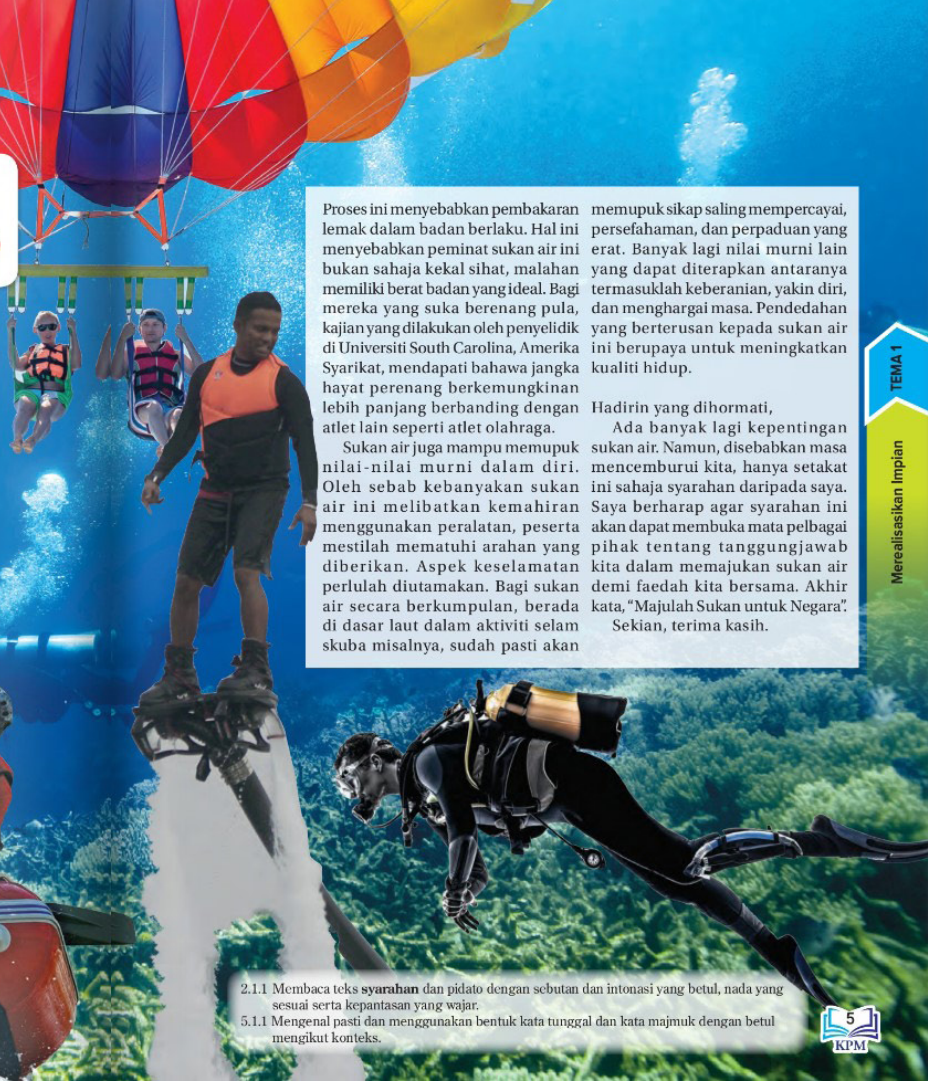 Proses ini menyebabkan pembakaran
lemak dalam badan berlaku. Hal ini
menyebabkan peminat sukan air ini
bukan sahaja kekal sihat, malahan
memiliki berat badan yang ideal. Bagi
mereka yang suka berenang pula,
kajian yang dilakukan oleh penyelidik
di Universiti South Carolina, Amerika
Syarikat, mendapati bahawa jangka
hayat perenang berkemungkinan
lebih panjang berbanding dengan
atlet lain seperti atlet olahraga.
Sukan air juga mampu memupuk
nilai-nilai murni dalam diri.
Oleh sebab kebanyakan sukan
air ini melibatkan kemahiran
menggunakan peralatan, peserta
mestilah mematuhi arahan yang
diberikan. Aspek keselamatan
perlulah diutamakan. Bagi sukan
air secara berkumpulan, berada
di dasar laut dalam aktiviti selam
skuba misalnya, sudah pasti akan
memupuk sikap saling mempercayai,
persefahaman, dan perpaduan yang
erat. Banyak lagi nilai murni lain
yang dapat diterapkan antaranya
termasuklah keberanian, yakin diri,
dan menghargai masa. Pendedahan
yang berterusan kepada sukan air
ini berupaya untuk meningkatkan
kualiti hidup.
Hadirin yang dihormati,
Ada banyak lagi kepentingan
sukan air. Namun, disebabkan masa
mencemburui kita, hanya setakat
ini sahaja syarahan daripada saya.
Saya berharap agar syarahan ini
akan dapat membuka mata pelbagai
pihak tentang tanggungjawab
kita dalam memajukan sukan air
demi faedah kita bersama. Akhir
kata, “Majulah Sukan untuk Negara”.
Sekian, terima kasih.
TEMA 1
Merealisasikan Impian
2.1.1 Membaca teks syarahan dan pidato dengan sebutan dan intonasi yang betul, nada yang
sesuai serta kepantasan yang wajar.
5.1.1 Mengenal pasti dan menggunakan bentuk kata tunggal dan kata majmuk dengan betul
mengikut konteks.
5
KPM